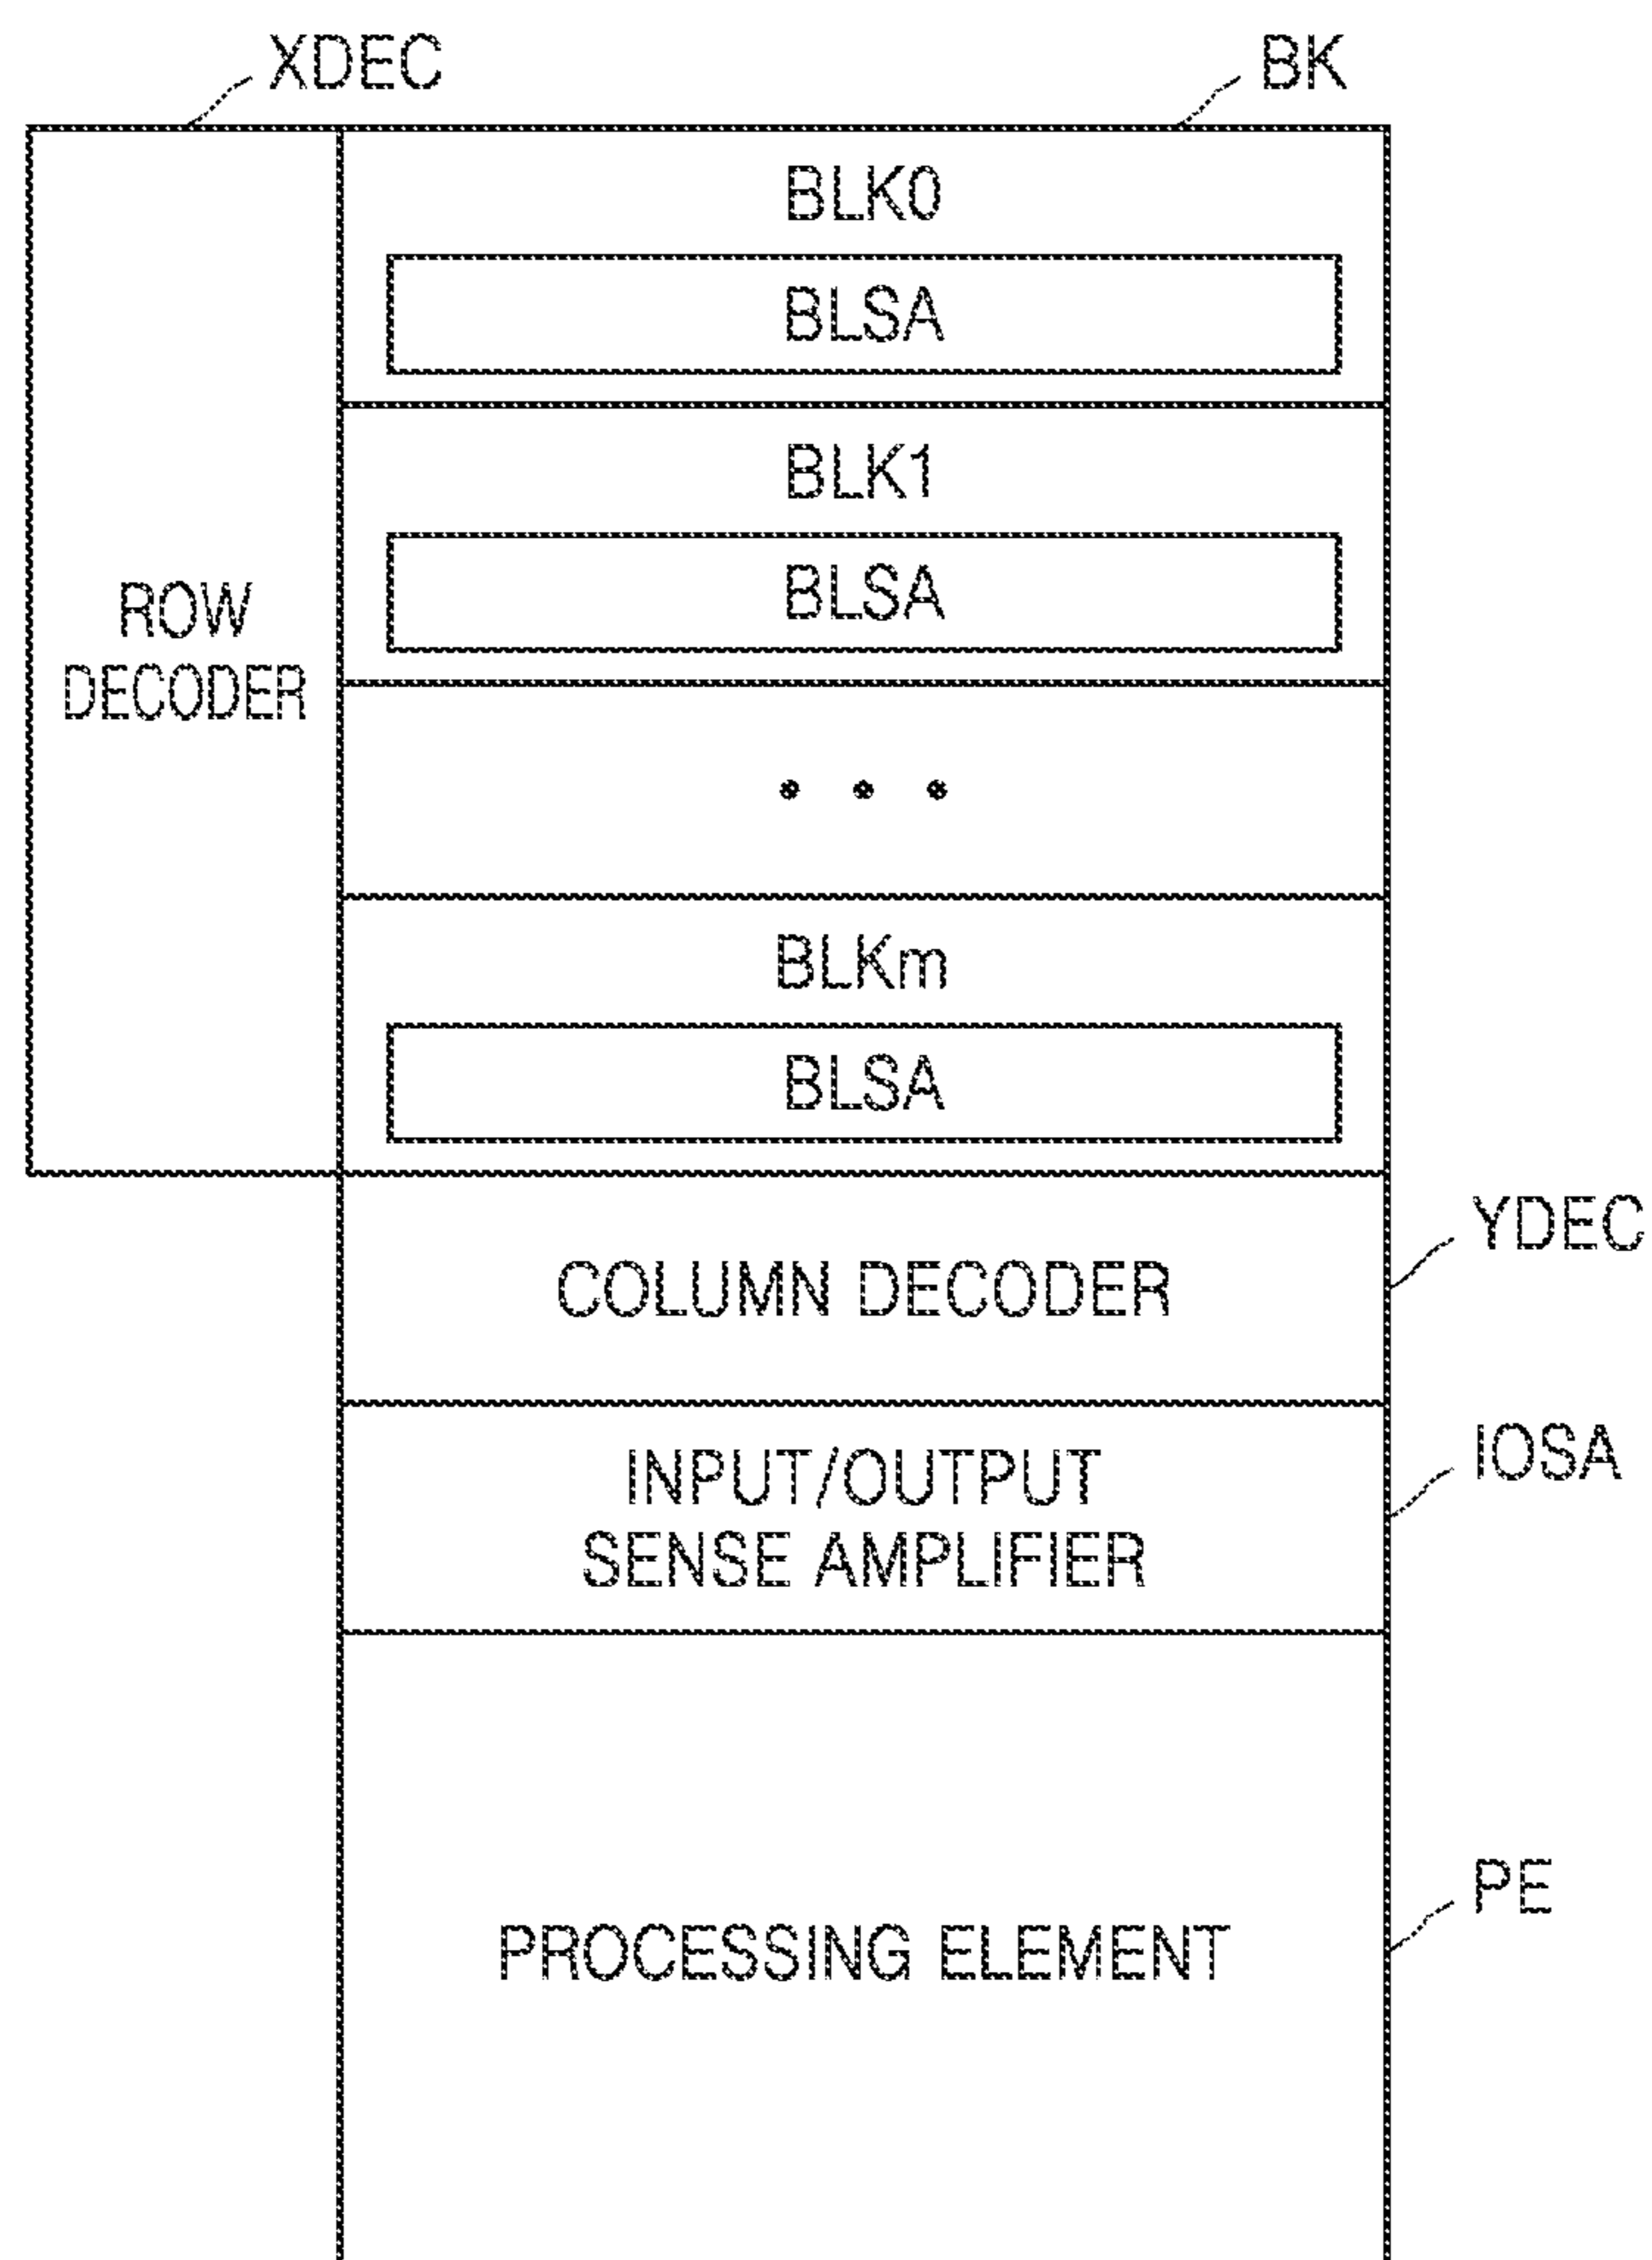 XDEC
BK
BLK0
BLSA
BLK1
BLSA
ROW
DECODER
• • •
BLKm
BLSA
YDEC
COLUMN DECODER
IOSA
INPUT/OUTPUT
SENSE AMPLIFIER
PE
PROCESSING ELEMENT